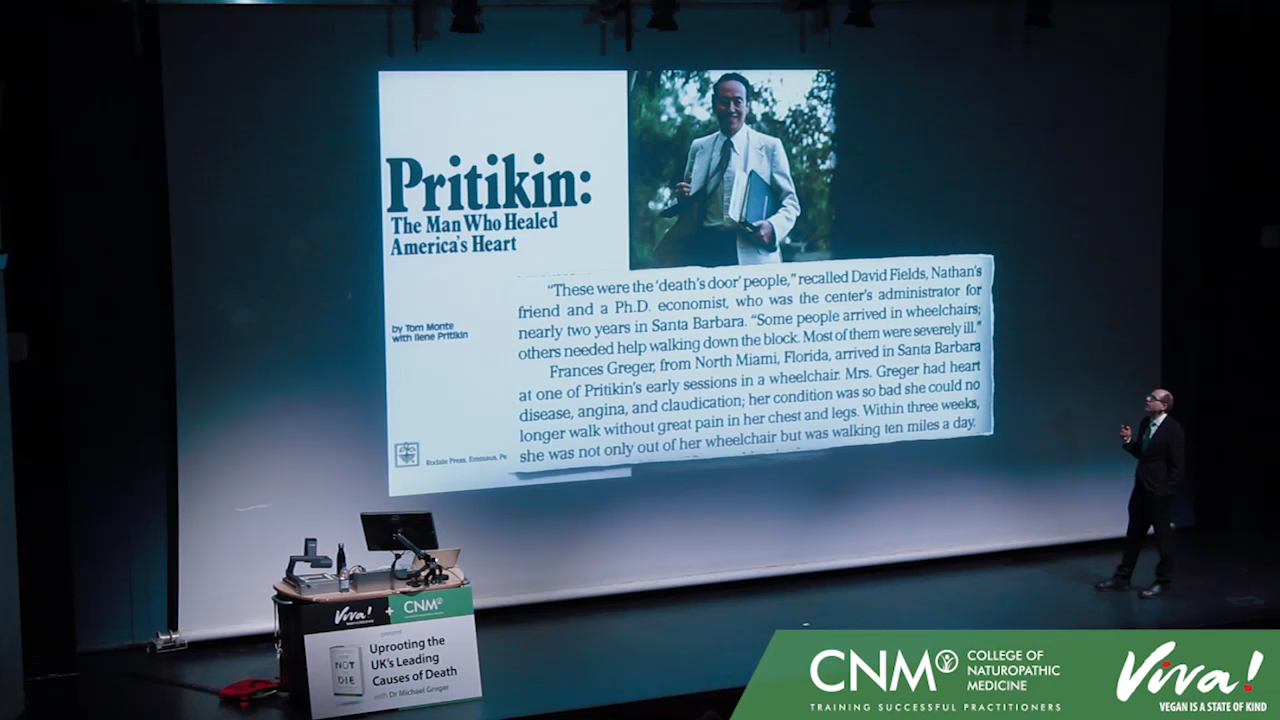 Pritikin:
The Man Who Healed
America's Heart
by Tom Monte
with Ilene Pritikin
Rodale Press, Emmaus, Pa
"These were the 'death's door' people," recalled David Fields, Nathan's
friend and a Ph.D. economist, who was the center's administrator for
nearly two years in Santa Barbara. "Some people arrived in wheelchairs;
others needed help walking down the block. Most of them were severely ill."
Frances Greger, from North Miami, Florida, arrived in Santa Barbara
at one of Pritikin's early sessions in a wheelchair. Mrs. Greger had heart
disease, angina, and claudication; her condition was so bad she could no
longer walk without great pain in her chest and legs. Within three weeks,
she was not only out of her wheelchair but was walking ten miles a day.
Viva! + CNM
present
Uprooting the
UK's Leading
Causes of Death
with Dr Michael Greger
NOT
DIE
CNM
COLLEGE OF
NATUROPATHIC
MEDICINE
TRAINING SUCCESSFUL PRACTITIONERS
Viva!
VEGAN IS A STATE OF KIND